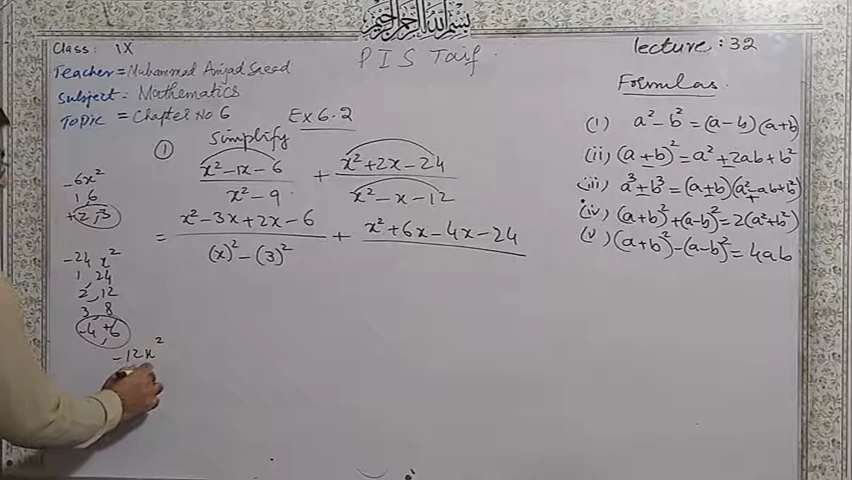 بسم الله الرحمن الرحيم
Class: IX
P I S Taif.
lecture: 32
Teacher = Muhammad Amjad Saeed
Subject: Mathematics
Topic = Chapter No 6
Ex 6.2
Formulas.
① Simplify
(i) a² - b² = (a - b)(a + b)
(ii) (a ± b)² = a² ± 2ab + b²
(iii) a³ ± b³ = (a ± b)(a² ∓ ab + b²)
(iv) (a+b)² + (a-b)² = 2(a² + b²)
(v) (a+b)² - (a-b)² = 4ab
x² - 1x - 6 / x² - 9 + x² + 2x - 24 / x² - x - 12
= x² - 3x + 2x - 6 / (x)² - (3)² + x² + 6x - 4x - 24
-6x²
1, 6
+2, -3
-24 x²
1, 24
2, 12
3, 8
-4, +6
-12x²